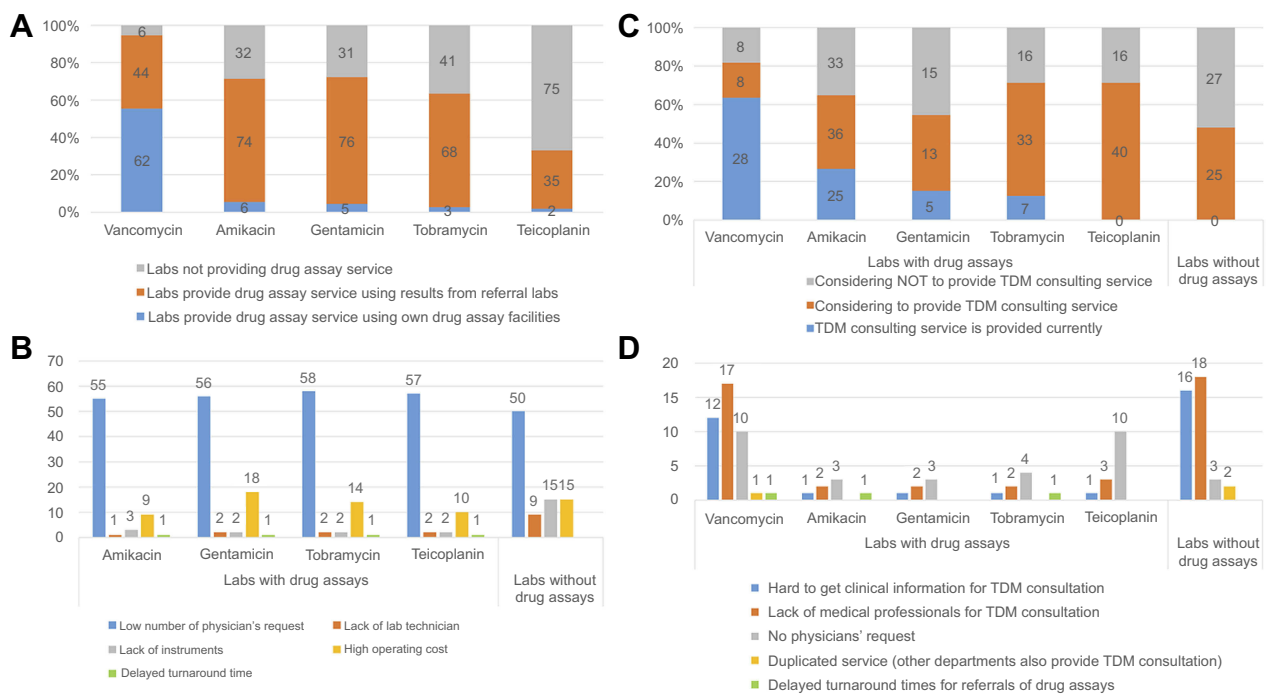 A
100%
80%
60%
40%
20%
0%
6 32 31 41 75
44 74 76 68 35
62 6 5 3 2
Vancomycin Amikacin Gentamicin Tobramycin Teicoplanin
Labs not providing drug assay service
Labs provide drug assay service using results from referral labs
Labs provide drug assay service using own drug assay facilities
B
70
60
50
40
30
20
10
0
55 1 3 9 1
56 2 2 18 1
58 2 2 14 1
57 2 2 10 1
50 9 15 15
Amikacin Gentamicin Tobramycin Teicoplanin
Labs with drug assays
Labs without
drug assays
Low number of physician's request
Lack of lab technician
Lack of instruments
High operating cost
Delayed turnaround time
C
100%
80%
60%
40%
20%
0%
8 33 15 16 16 27
8 36 13 33 40 25
28 25 5 7 0 0
Vancomycin Amikacin Gentamicin Tobramycin Teicoplanin
Labs with drug assays
Labs without
drug assays
Considering NOT to provide TDM consulting service
Considering to provide TDM consulting service
TDM consulting service is provided currently
D
20
15
10
5
0
12 17 10 1 1
1 2 3 1
1 2 3
1 2 4 1
1 3 10
16 18 3 2
Vancomycin Amikacin Gentamicin Tobramycin Teicoplanin
Labs with drug assays
Labs without
drug assays
Hard to get clinical information for TDM consultation
Lack of medical professionals for TDM consultation
No physicians' request
Duplicated service (other departments also provide TDM consultation)
Delayed turnaround times for referrals of drug assays